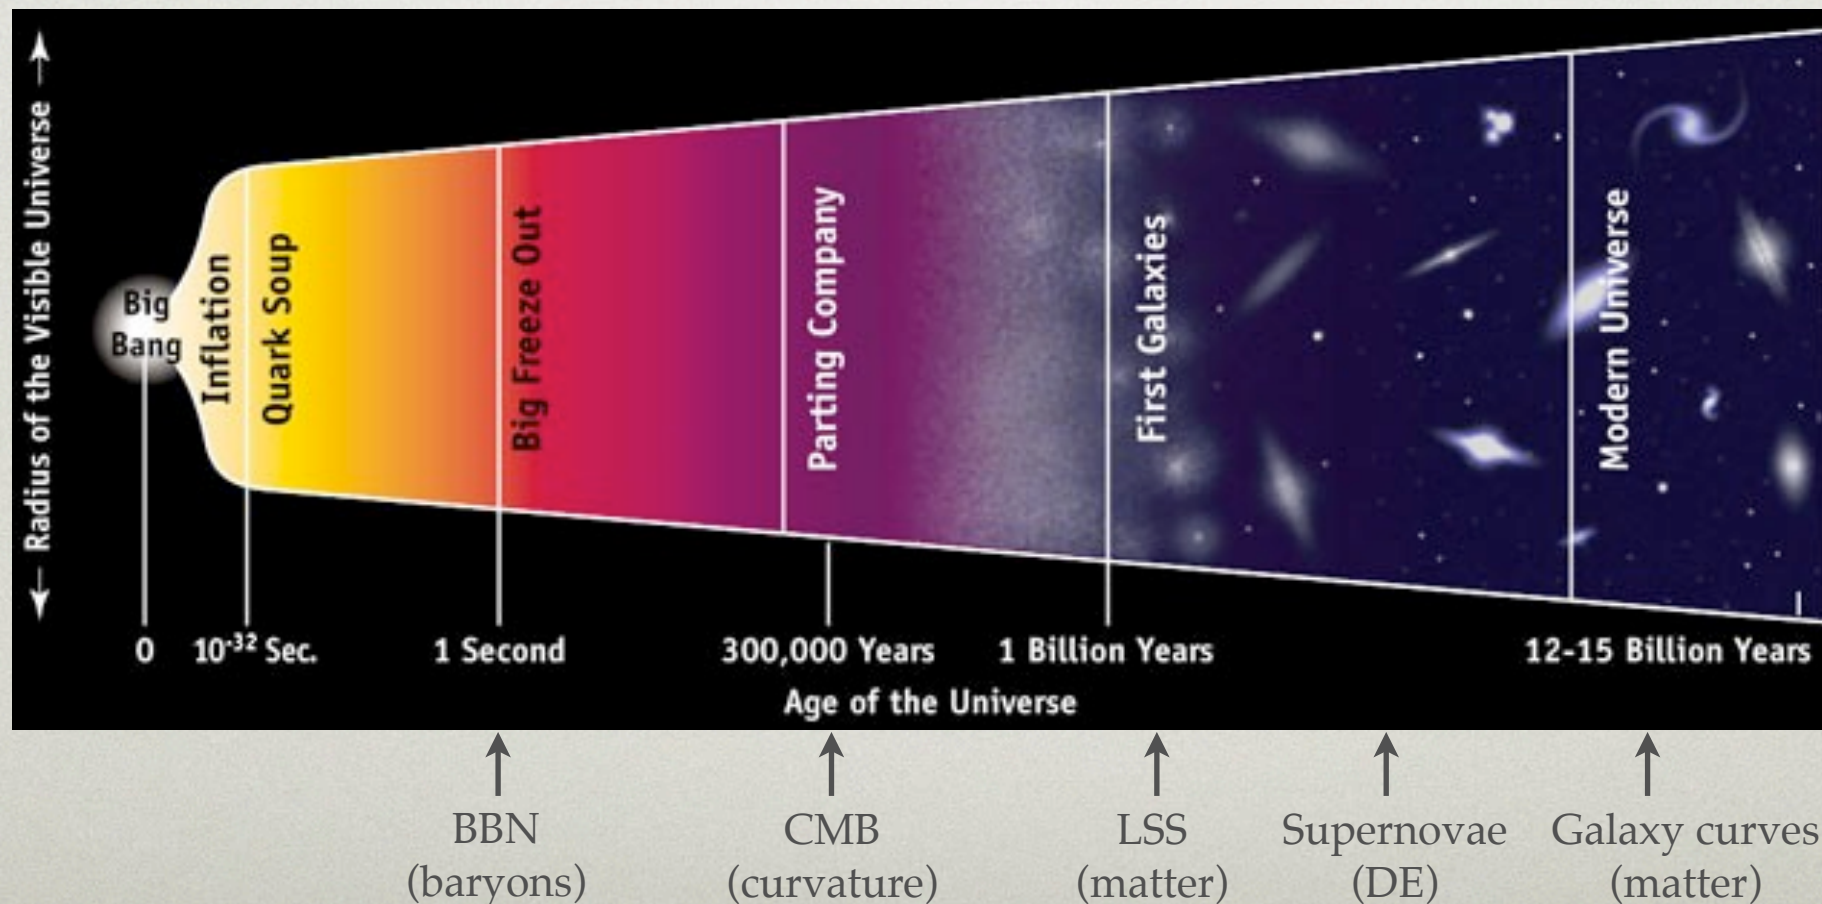 ← Radius of the Visible Universe →
Big
Bang
Inflation
Quark Soup
Big Freeze Out
Parting Company
First Galaxies
Modern Universe
0
10⁻³² Sec.
1 Second
300,000 Years
1 Billion Years
12-15 Billion Years
Age of the Universe
BBN
(baryons)
CMB
(curvature)
LSS
(matter)
Supernovae
(DE)
Galaxy curves
(matter)